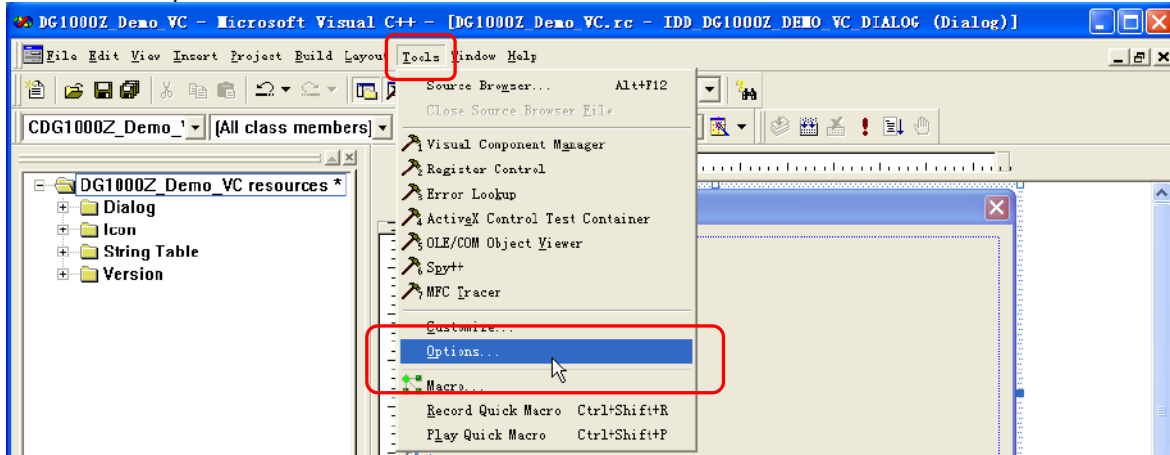 DG1000Z_Demo_VC - Microsoft Visual C++ - [DG1000Z_Demo_VC.rc - IDD_DG1000Z_DEMO_VC_DIALOG (Dialog)]
File Edit View Insert Project Build Layout Tools Window Help
Source Browser... Alt+F12
Close Source Browser File
CDG1000Z_Demo_ [All class members]
Visual Component Manager
Register Control
DG1000Z_Demo_VC resources *
Error Lookup
Dialog
ActiveX Control Test Container
Icon
OLE/COM Object Viewer
String Table
Spy++
Version
MFC Tracer
Customize...
Options...
Macro...
Record Quick Macro Ctrl+Shift+R
Play Quick Macro Ctrl+Shift+P